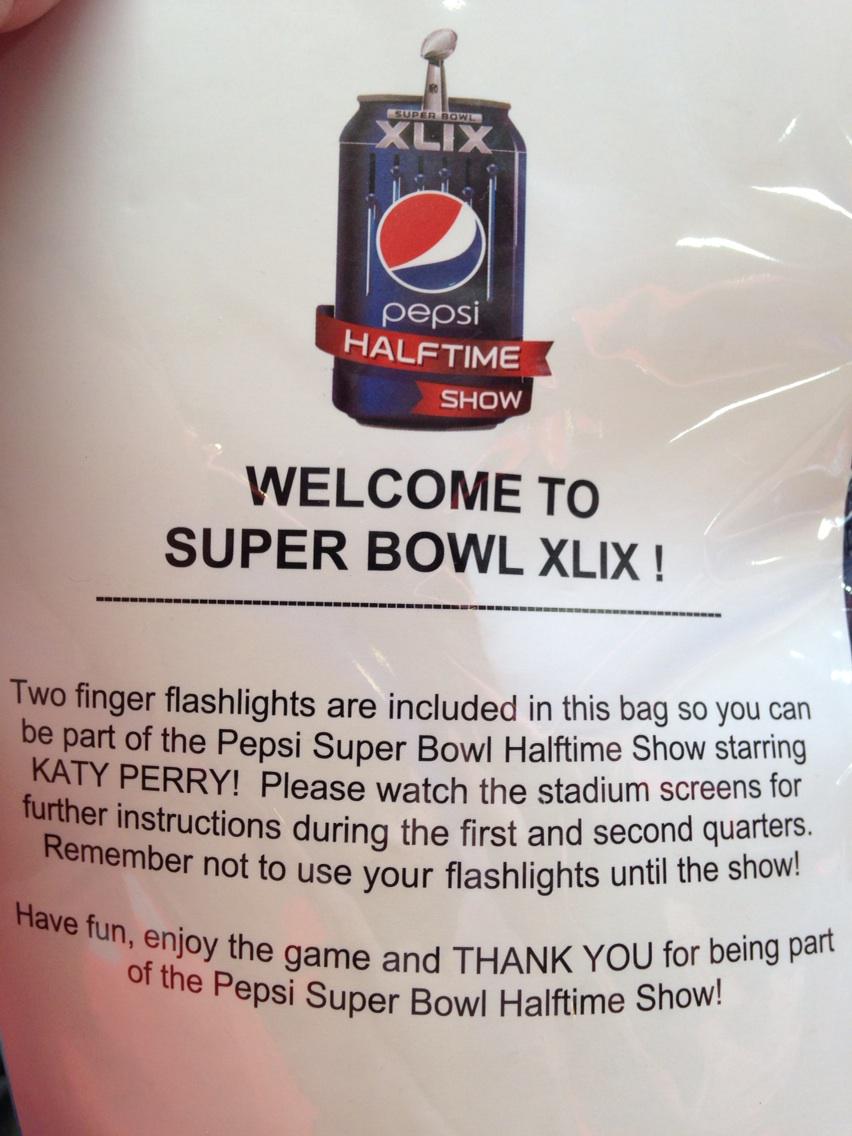 SUPER BOWL
XLIX
pepsi
HALFTIME
SHOW
WELCOME TO
SUPER BOWL XLIX !
Two finger flashlights are included in this bag so you can
be part of the Pepsi Super Bowl Halftime Show starring
KATY PERRY! Please watch the stadium screens for
further instructions during the first and second quarters.
Remember not to use your flashlights until the show!
Have fun, enjoy the game and THANK YOU for being part
of the Pepsi Super Bowl Halftime Show!